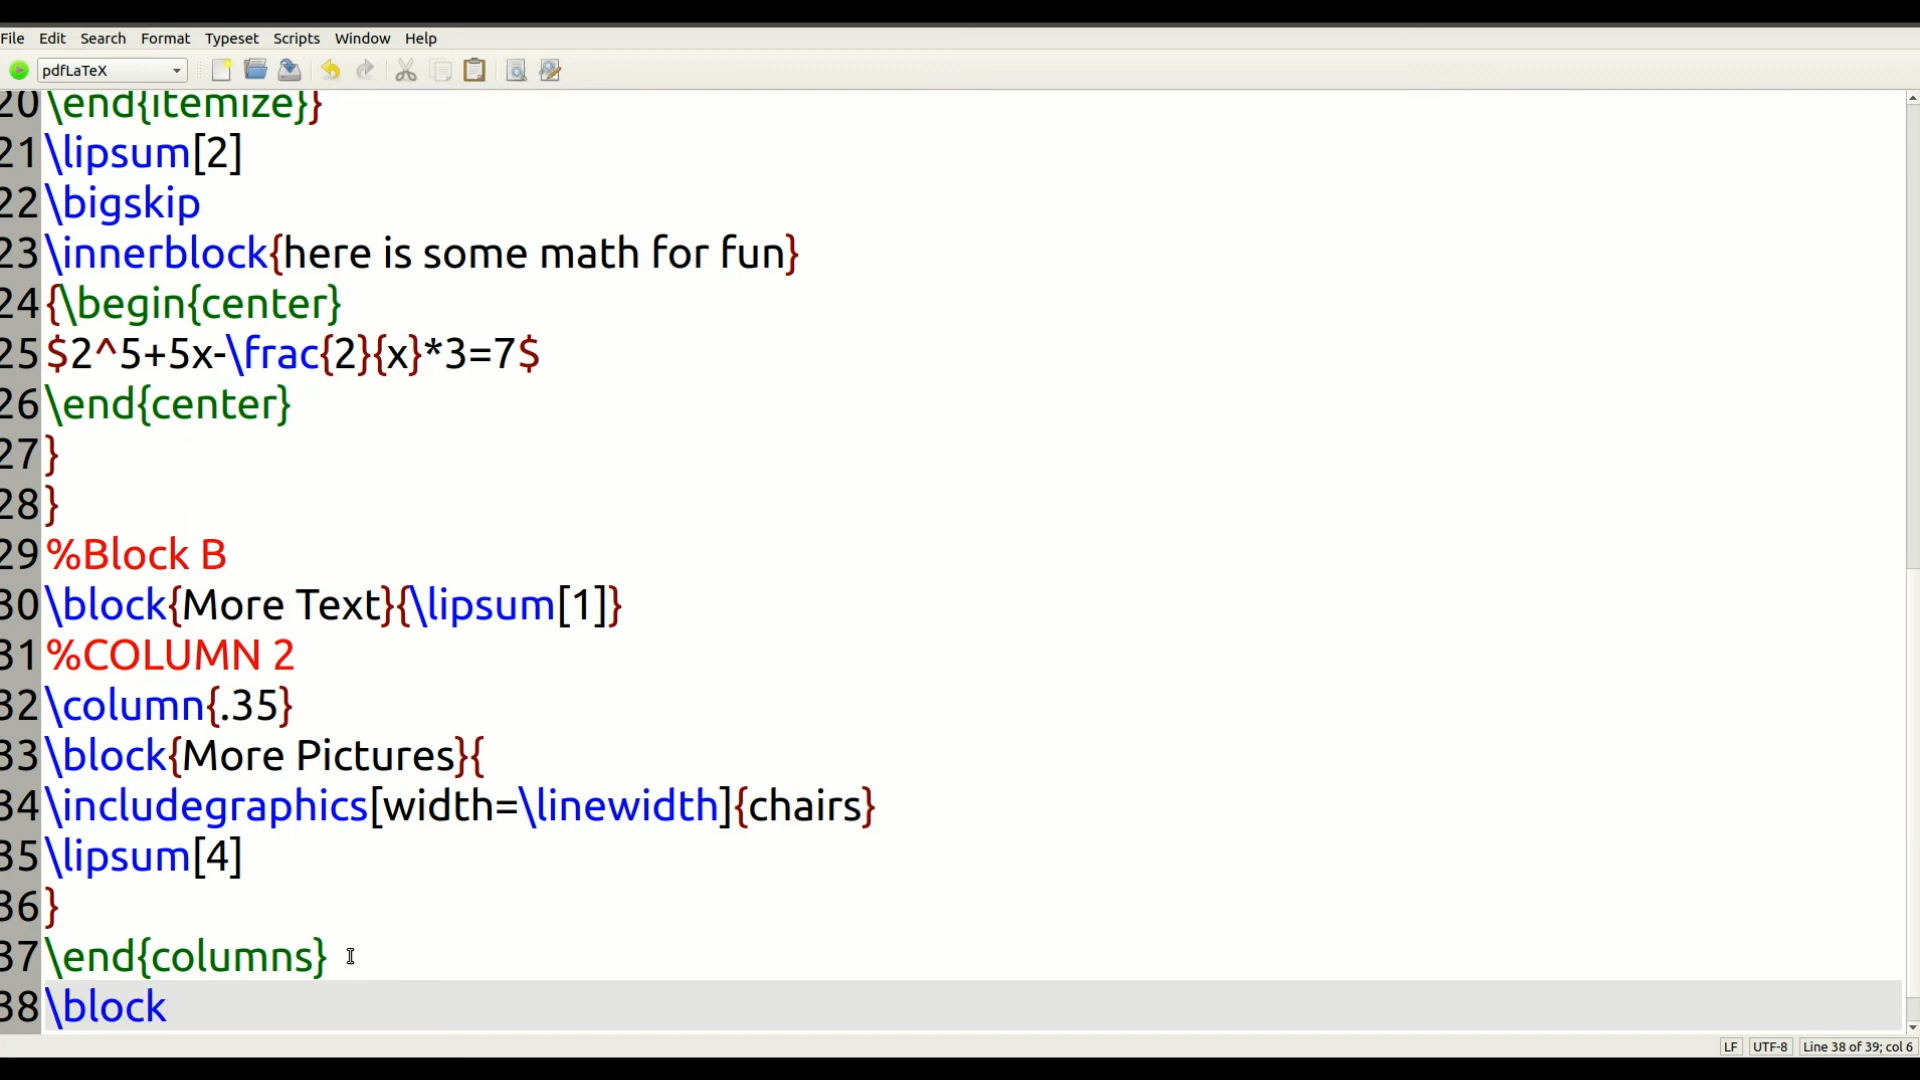 File Edit Search Format Typeset Scripts Window Help
pdfLaTeX
20 \end{itemize}}
21 \lipsum[2]
22 \bigskip
23 \innerblock{here is some math for fun}
24 {\begin{center}
25 $2^5+5x-\frac{2}{x}*3=7$
26 \end{center}
27 }
28 }
29 %Block B
30 \block{More Text}{\lipsum[1]}
31 %COLUMN 2
32 \column{.35}
33 \block{More Pictures}{
34 \includegraphics[width=\linewidth]{chairs}
35 \lipsum[4]
36 }
37 \end{columns}
38 \block
LF UTF-8 Line 38 of 39; col 6